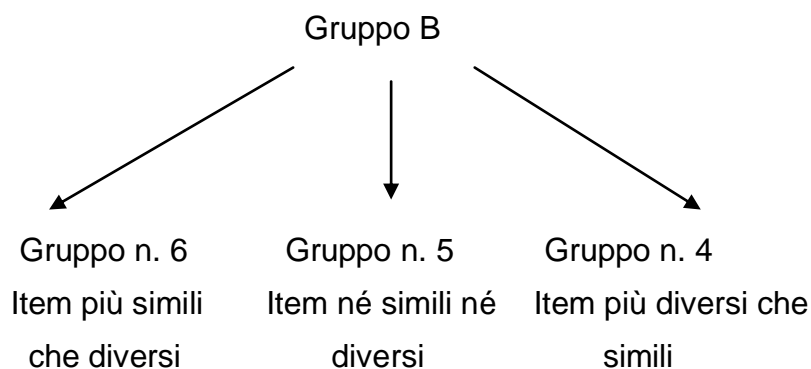 Gruppo B
Gruppo n. 6 Gruppo n. 5 Gruppo n. 4
Item più simili Item né simili né Item più diversi che
che diversi diversi simili